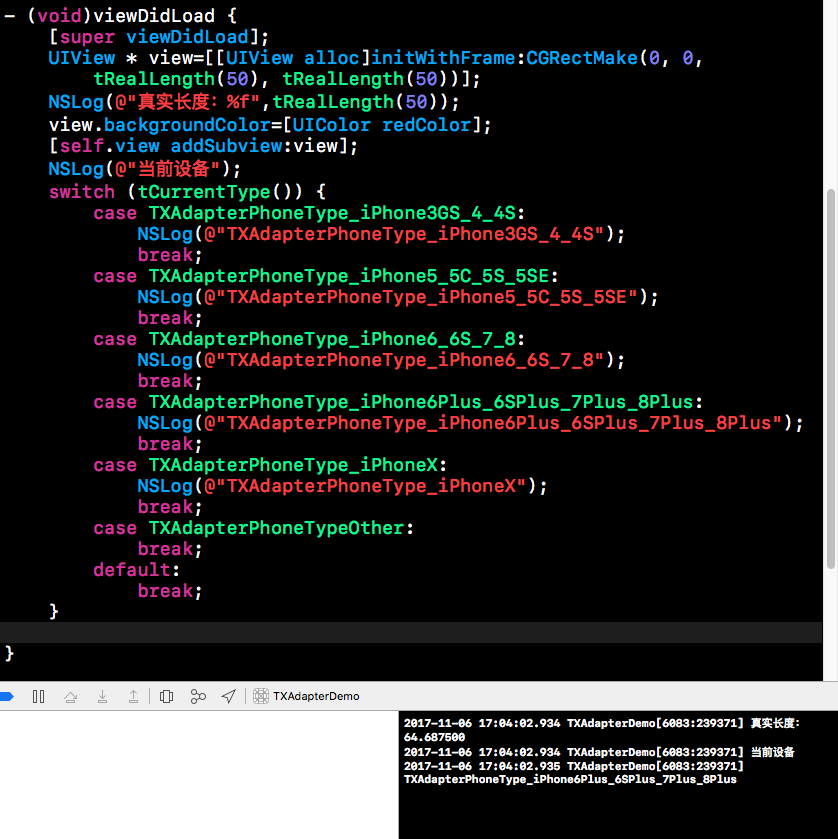 - (void)viewDidLoad {
[super viewDidLoad];
UIView * view=[[UIView alloc]initWithFrame:CGRectMake(0, 0,
tRealLength(50), tRealLength(50))];
NSLog(@"真实长度：%f",tRealLength(50));
view.backgroundColor=[UIColor redColor];
[self.view addSubview:view];
NSLog(@"当前设备");
switch (tCurrentType()) {
case TXAdapterPhoneType_iPhone3GS_4_4S:
NSLog(@"TXAdapterPhoneType_iPhone3GS_4_4S");
break;
case TXAdapterPhoneType_iPhone5_5C_5S_5SE:
NSLog(@"TXAdapterPhoneType_iPhone5_5C_5S_5SE");
break;
case TXAdapterPhoneType_iPhone6_6S_7_8:
NSLog(@"TXAdapterPhoneType_iPhone6_6S_7_8");
break;
case TXAdapterPhoneType_iPhone6Plus_6SPlus_7Plus_8Plus:
NSLog(@"TXAdapterPhoneType_iPhone6Plus_6SPlus_7Plus_8Plus");
break;
case TXAdapterPhoneType_iPhoneX:
NSLog(@"TXAdapterPhoneType_iPhoneX");
break;
case TXAdapterPhoneTypeOther:
break;
default:
break;
}
}
TXAdapterDemo
2017-11-06 17:04:02.934 TXAdapterDemo[6083:239371] 真实长度：
64.687500
2017-11-06 17:04:02.934 TXAdapterDemo[6083:239371] 当前设备
2017-11-06 17:04:02.935 TXAdapterDemo[6083:239371]
TXAdapterPhoneType_iPhone6Plus_6SPlus_7Plus_8Plus